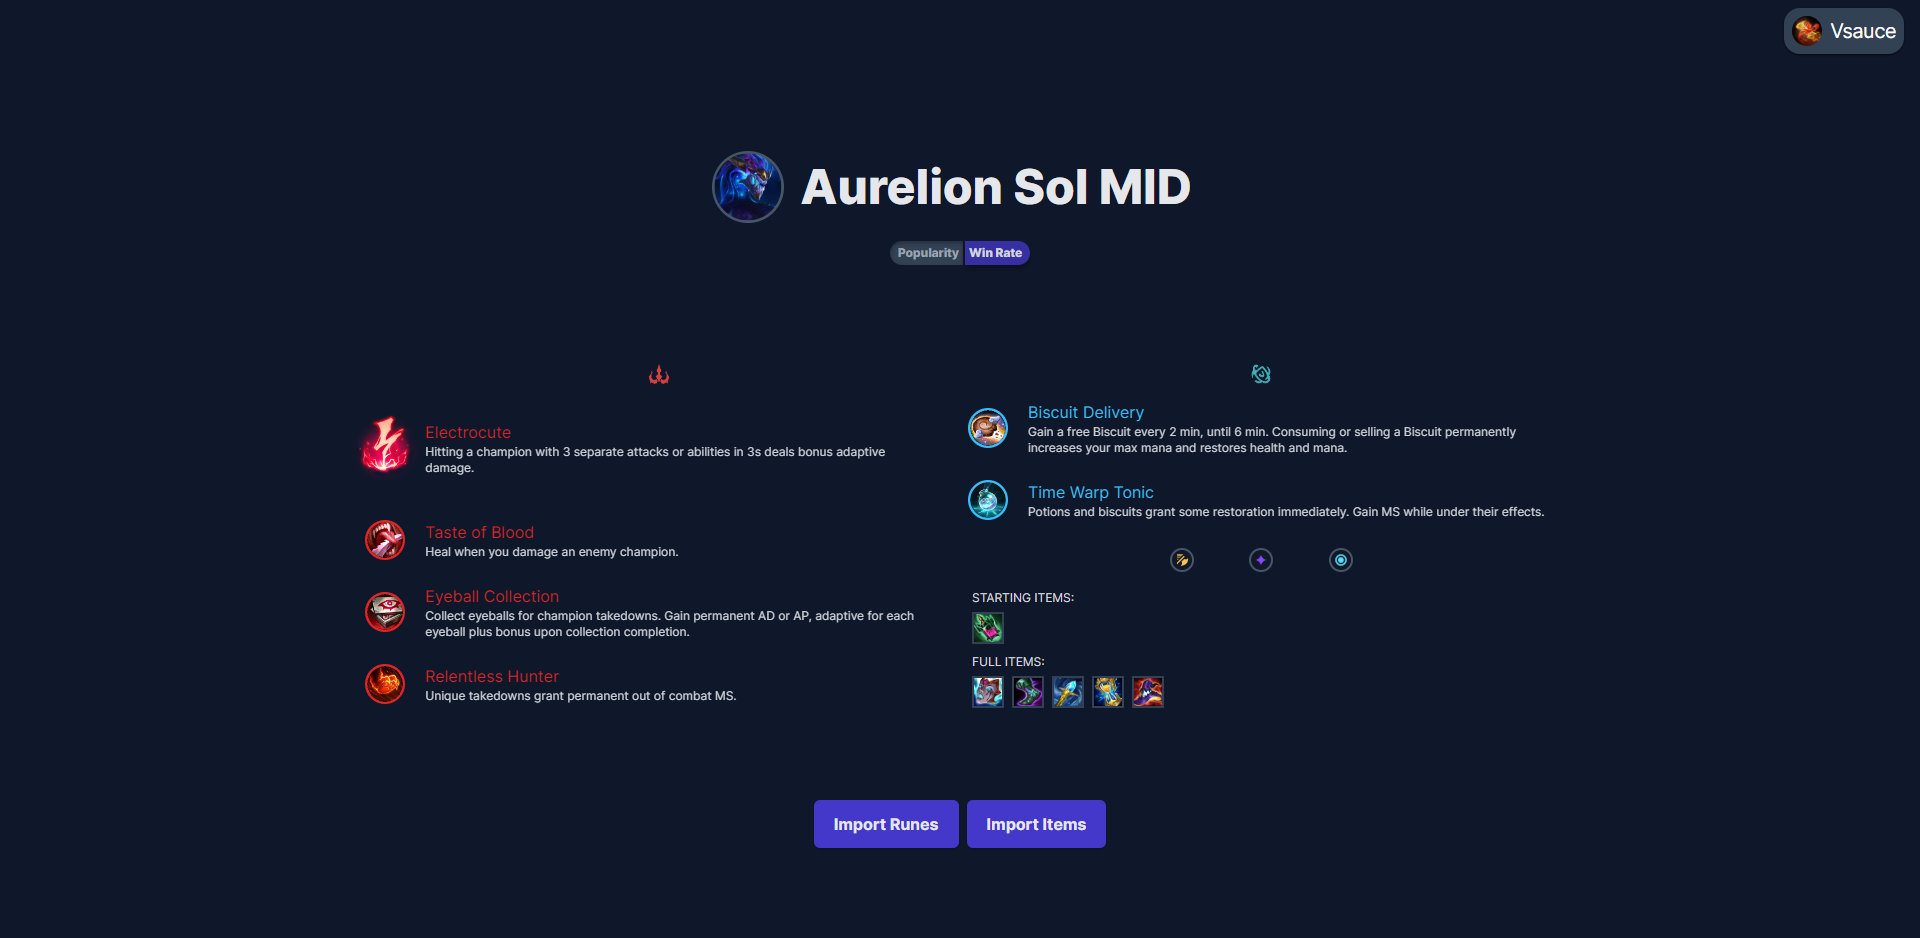 Vsauce
Aurelion Sol MID
Popularity
Win Rate
Electrocute
Hitting a champion with 3 separate attacks or abilities in 3s deals bonus adaptive
damage.
Taste of Blood
Heal when you damage an enemy champion.
Eyeball Collection
Collect eyeballs for champion takedowns. Gain permanent AD or AP, adaptive for each
eyeball plus bonus upon collection completion.
Relentless Hunter
Unique takedowns grant permanent out of combat MS.
Biscuit Delivery
Gain a free Biscuit every 2 min, until 6 min. Consuming or selling a Biscuit permanently
increases your max mana and restores health and mana.
Time Warp Tonic
Potions and biscuits grant some restoration immediately. Gain MS while under their effects.
STARTING ITEMS:
FULL ITEMS:
Import Runes
Import Items